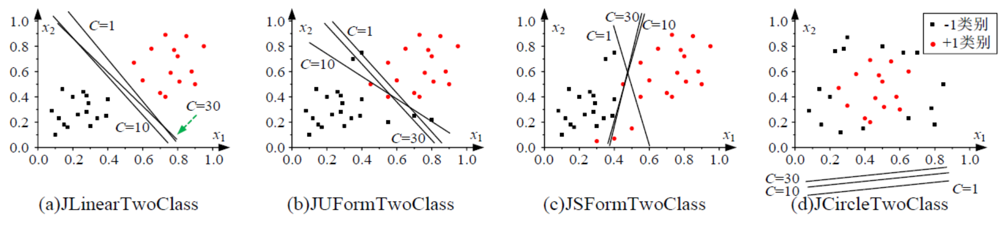 1.0
0.8
0.6
0.4
0.2
0.0
x2
C=1
C=30
C=10
x1
0.0 0.2 0.4 0.6 0.8 1.0
(a)JLinearTwoClass
1.0
0.8
0.6
0.4
0.2
0.0
x2
C=1
C=10
C=30
x1
0.0 0.2 0.4 0.6 0.8 1.0
(b)JUFormTwoClass
1.0
0.8
0.6
0.4
0.2
0.0
x2
C=30
C=10
C=1
x1
0.0 0.2 0.4 0.6 0.8 1.0
(c)JSFormTwoClass
1.0
0.8
0.6
0.4
0.2
0.0
x2
-1类别
+1类别
x1
0.0 0.2 0.4 0.6 0.8 1.0
C=30
C=10
C=1
(d)JCircleTwoClass